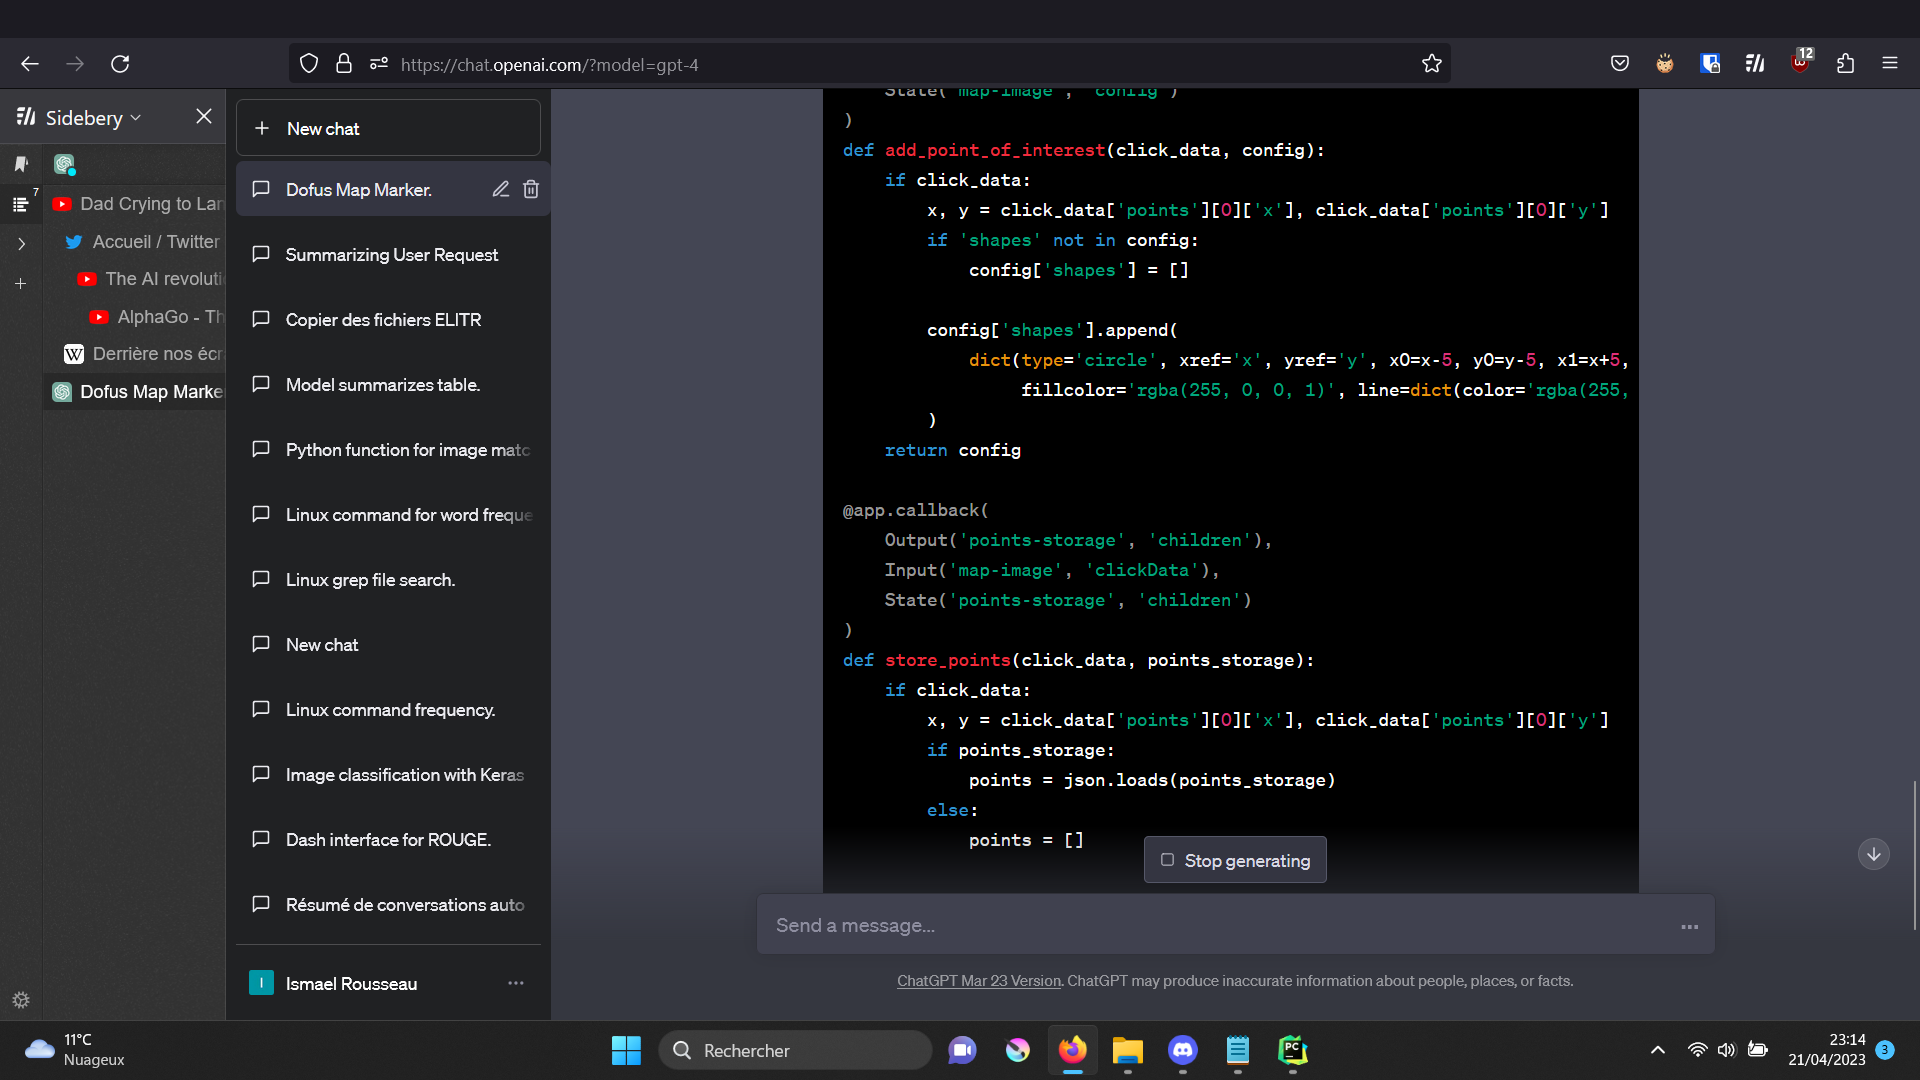 https://chat.openai.com/?model=gpt-4
12
Sidebery
7
Dad Crying to Lan
Accueil / Twitter
The AI revoluti
AlphaGo - Th
Derrière nos écr
Dofus Map Marke
New chat
Dofus Map Marker.
Summarizing User Request
Copier des fichiers ELITR
Model summarizes table.
Python function for image matc
Linux command for word freque
Linux grep file search.
New chat
Linux command frequency.
Image classification with Keras
Dash interface for ROUGE.
Résumé de conversations auto
I
Ismael Rousseau
State('map-image', 'config')
)
def add_point_of_interest(click_data, config):
    if click_data:
        x, y = click_data['points'][0]['x'], click_data['points'][0]['y']
        if 'shapes' not in config:
            config['shapes'] = []
        config['shapes'].append(
            dict(type='circle', xref='x', yref='y', x0=x-5, y0=y-5, x1=x+5,
                 fillcolor='rgba(255, 0, 0, 1)', line=dict(color='rgba(255,
        )
    return config
@app.callback(
    Output('points-storage', 'children'),
    Input('map-image', 'clickData'),
    State('points-storage', 'children')
)
def store_points(click_data, points_storage):
    if click_data:
        x, y = click_data['points'][0]['x'], click_data['points'][0]['y']
        if points_storage:
            points = json.loads(points_storage)
        else:
            points = []
Stop generating
Send a message...
ChatGPT Mar 23 Version. ChatGPT may produce inaccurate information about people, places, or facts.
11°C
Nuageux
Rechercher
PC
23:14
21/04/2023
3